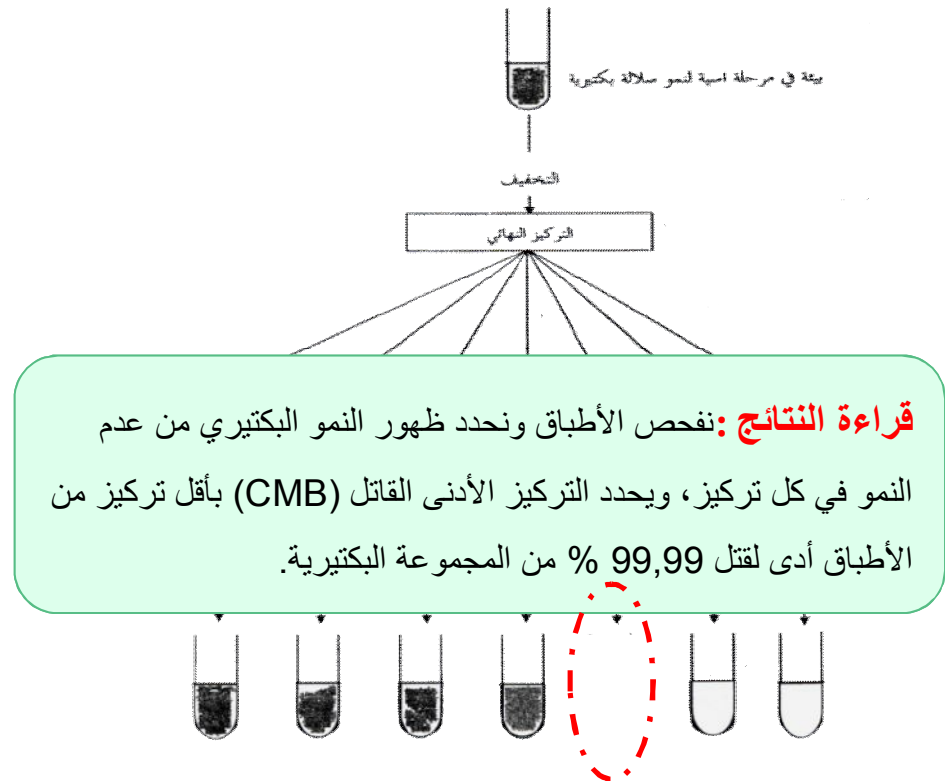 بيئة في مرحلة اسية لنمو سلالة بكتيرية
التخفيف
التركيز النهائي
قراءة النتائج :نفحص الأطباق ونحدد ظهور النمو البكتيري من عدم
النمو في كل تركيز، ويحدد التركيز الأدنى القاتل (CMB) بأقل تركيز من
الأطباق أدى لقتل 99,99 % من المجموعة البكتيرية.